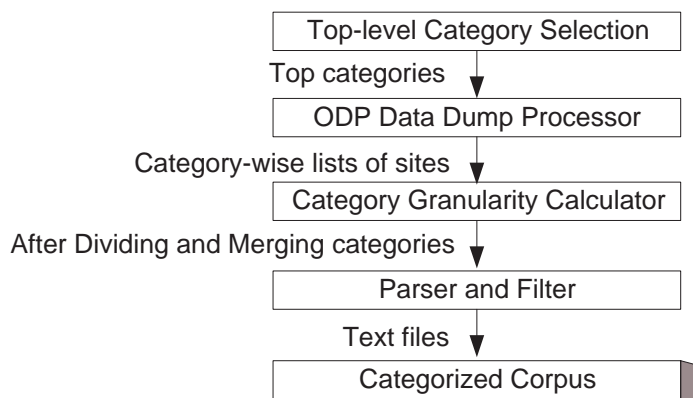 Top-level Category Selection
Top categories
ODP Data Dump Processor
Category-wise lists of sites
Category Granularity Calculator
After Dividing and Merging categories
Parser and Filter
Text files
Categorized Corpus